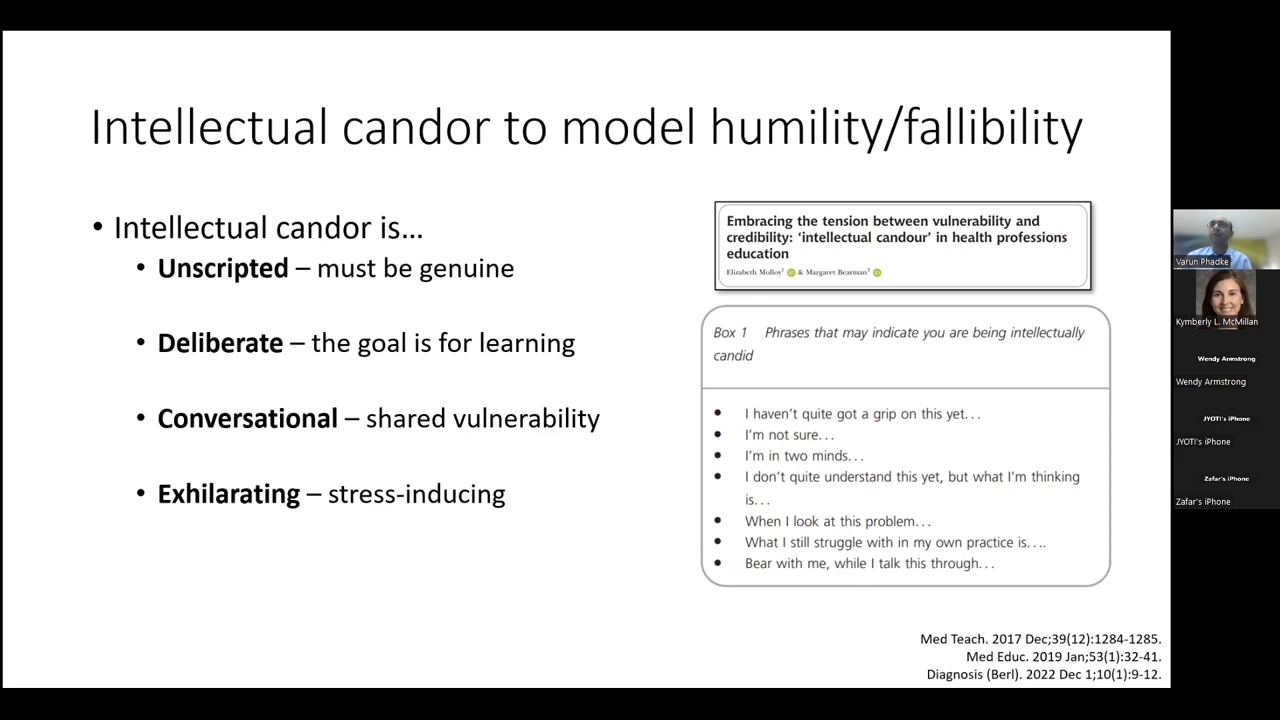 Intellectual candor to model humility/fallibility
• Intellectual candor is…
• Unscripted – must be genuine
• Deliberate – the goal is for learning
• Conversational – shared vulnerability
• Exhilarating – stress-inducing
Embracing the tension between vulnerability and
credibility: ‘intellectual candour’ in health professions
education
Elizabeth Molloy¹ & Margaret Bearman²
Box 1 Phrases that may indicate you are being intellectually
candid
• I haven’t quite got a grip on this yet…
• I’m not sure…
• I’m in two minds…
• I don’t quite understand this yet, but what I’m thinking
is…
• When I look at this problem…
• What I still struggle with in my own practice is….
• Bear with me, while I talk this through…
Med Teach. 2017 Dec;39(12):1284-1285.
Med Educ. 2019 Jan;53(1):32-41.
Diagnosis (Berl). 2022 Dec 1;10(1):9-12.
Varun Phadke
Kymberly L. McMillan
Wendy Armstrong
Wendy Armstrong
JYOTI's iPhone
JYOTI's iPhone
Zafar's iPhone
Zafar's iPhone